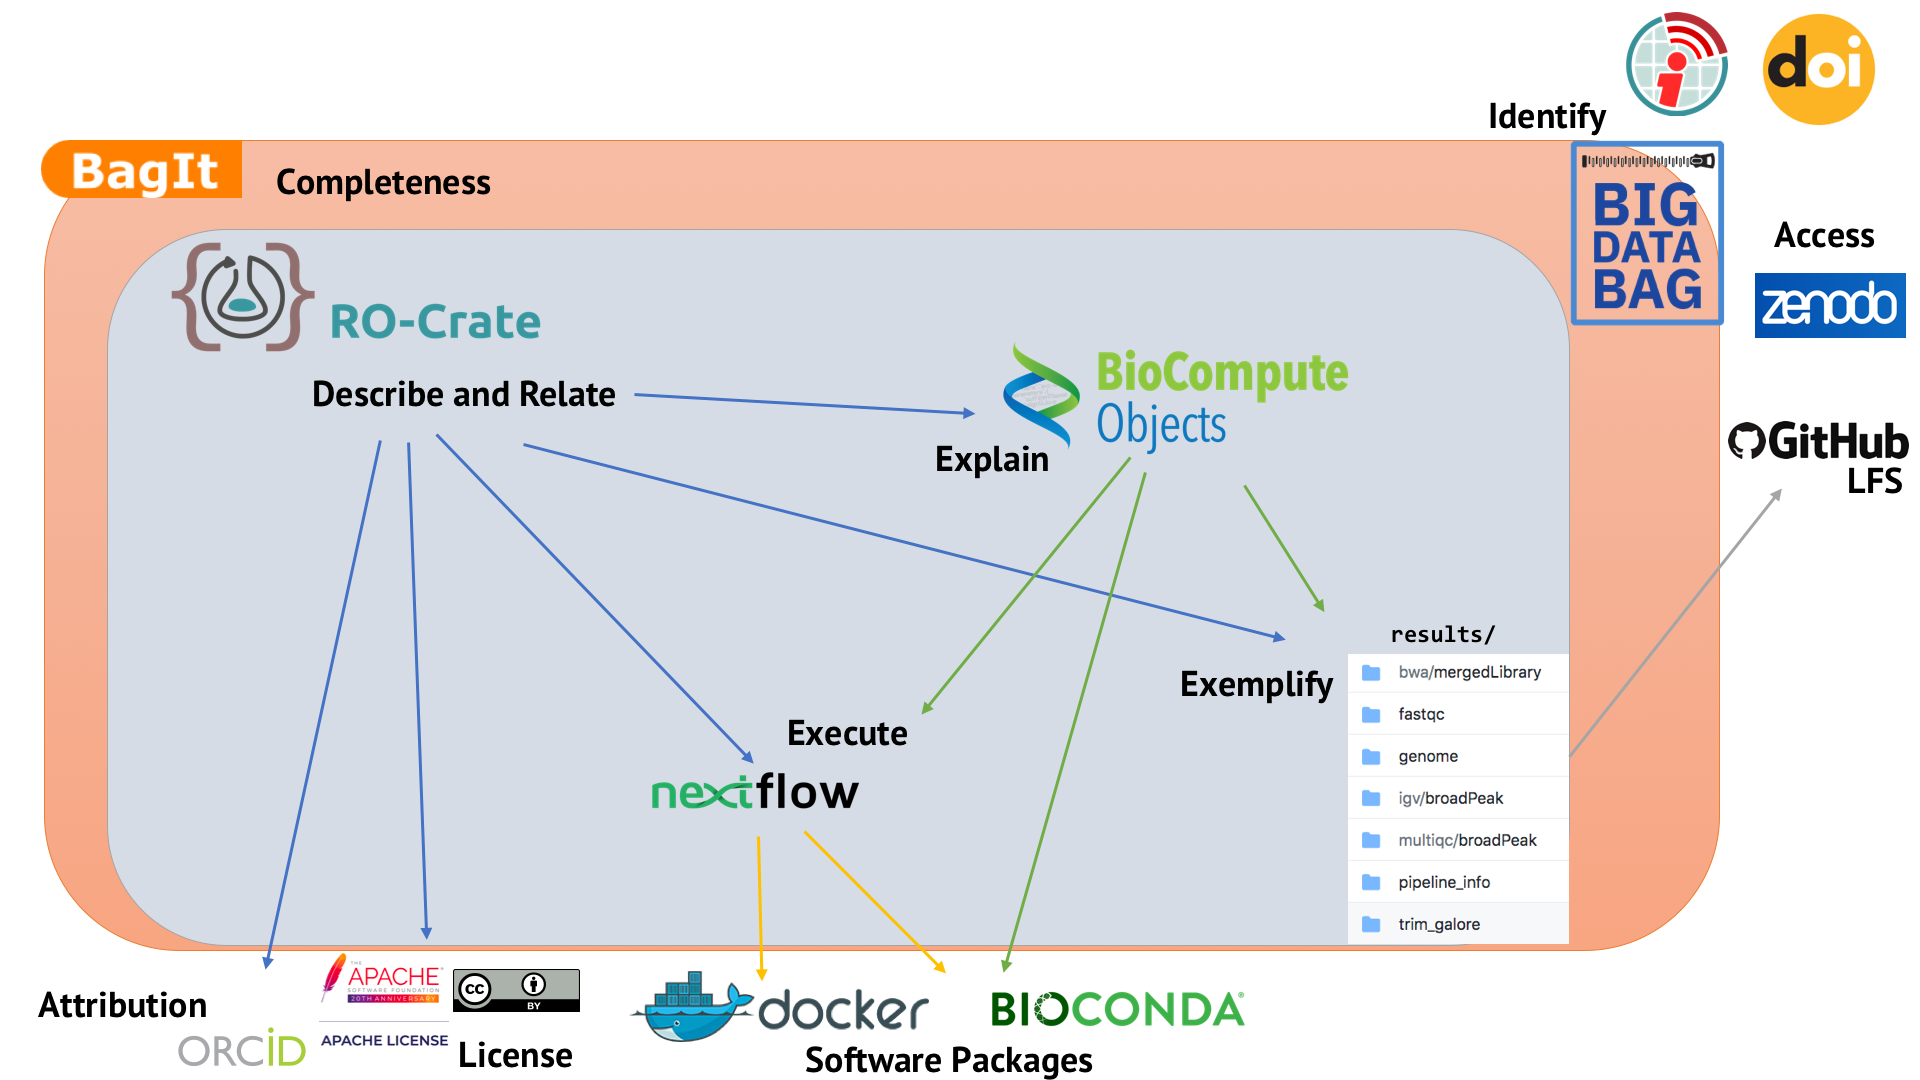 doi
Identify
BagIt
Completeness
BIG
DATA
BAG
Access
zenodo
RO-Crate
Describe and Relate
BioCompute
Objects
Explain
GitHub
LFS
results/
bwa/mergedLibrary
fastqc
genome
igv/broadPeak
multiqc/broadPeak
pipeline_info
trim_galore
Exemplify
Execute
nextflow
THE
APACHE
SOFTWARE FOUNDATION
20TH ANNIVERSARY
APACHE LICENSE
cc
BY
License
Attribution
ORCID
docker
BIOCONDA®
Software Packages